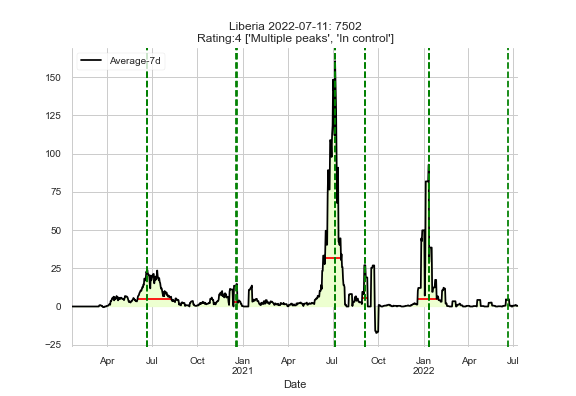 Liberia 2022-07-11: 7502
Rating:4 ['Multiple peaks', 'In control']
Average-7d
150
125
100
75
50
25
0
−25
Apr Jul Oct Jan Apr Jul Oct Jan Apr Jul
2021 2022
Date